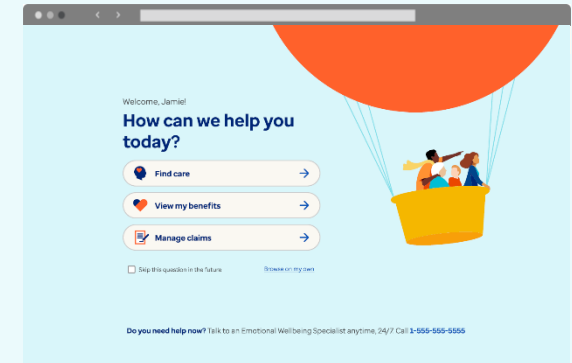 Welcome, Jamie!
How can we help you
today?
Find care
View my benefits
Manage claims
Skip this question in the future
Browse on my own
Do you need help now? Talk to an Emotional Wellbeing Specialist anytime, 24/7. Call 1-555-555-5555